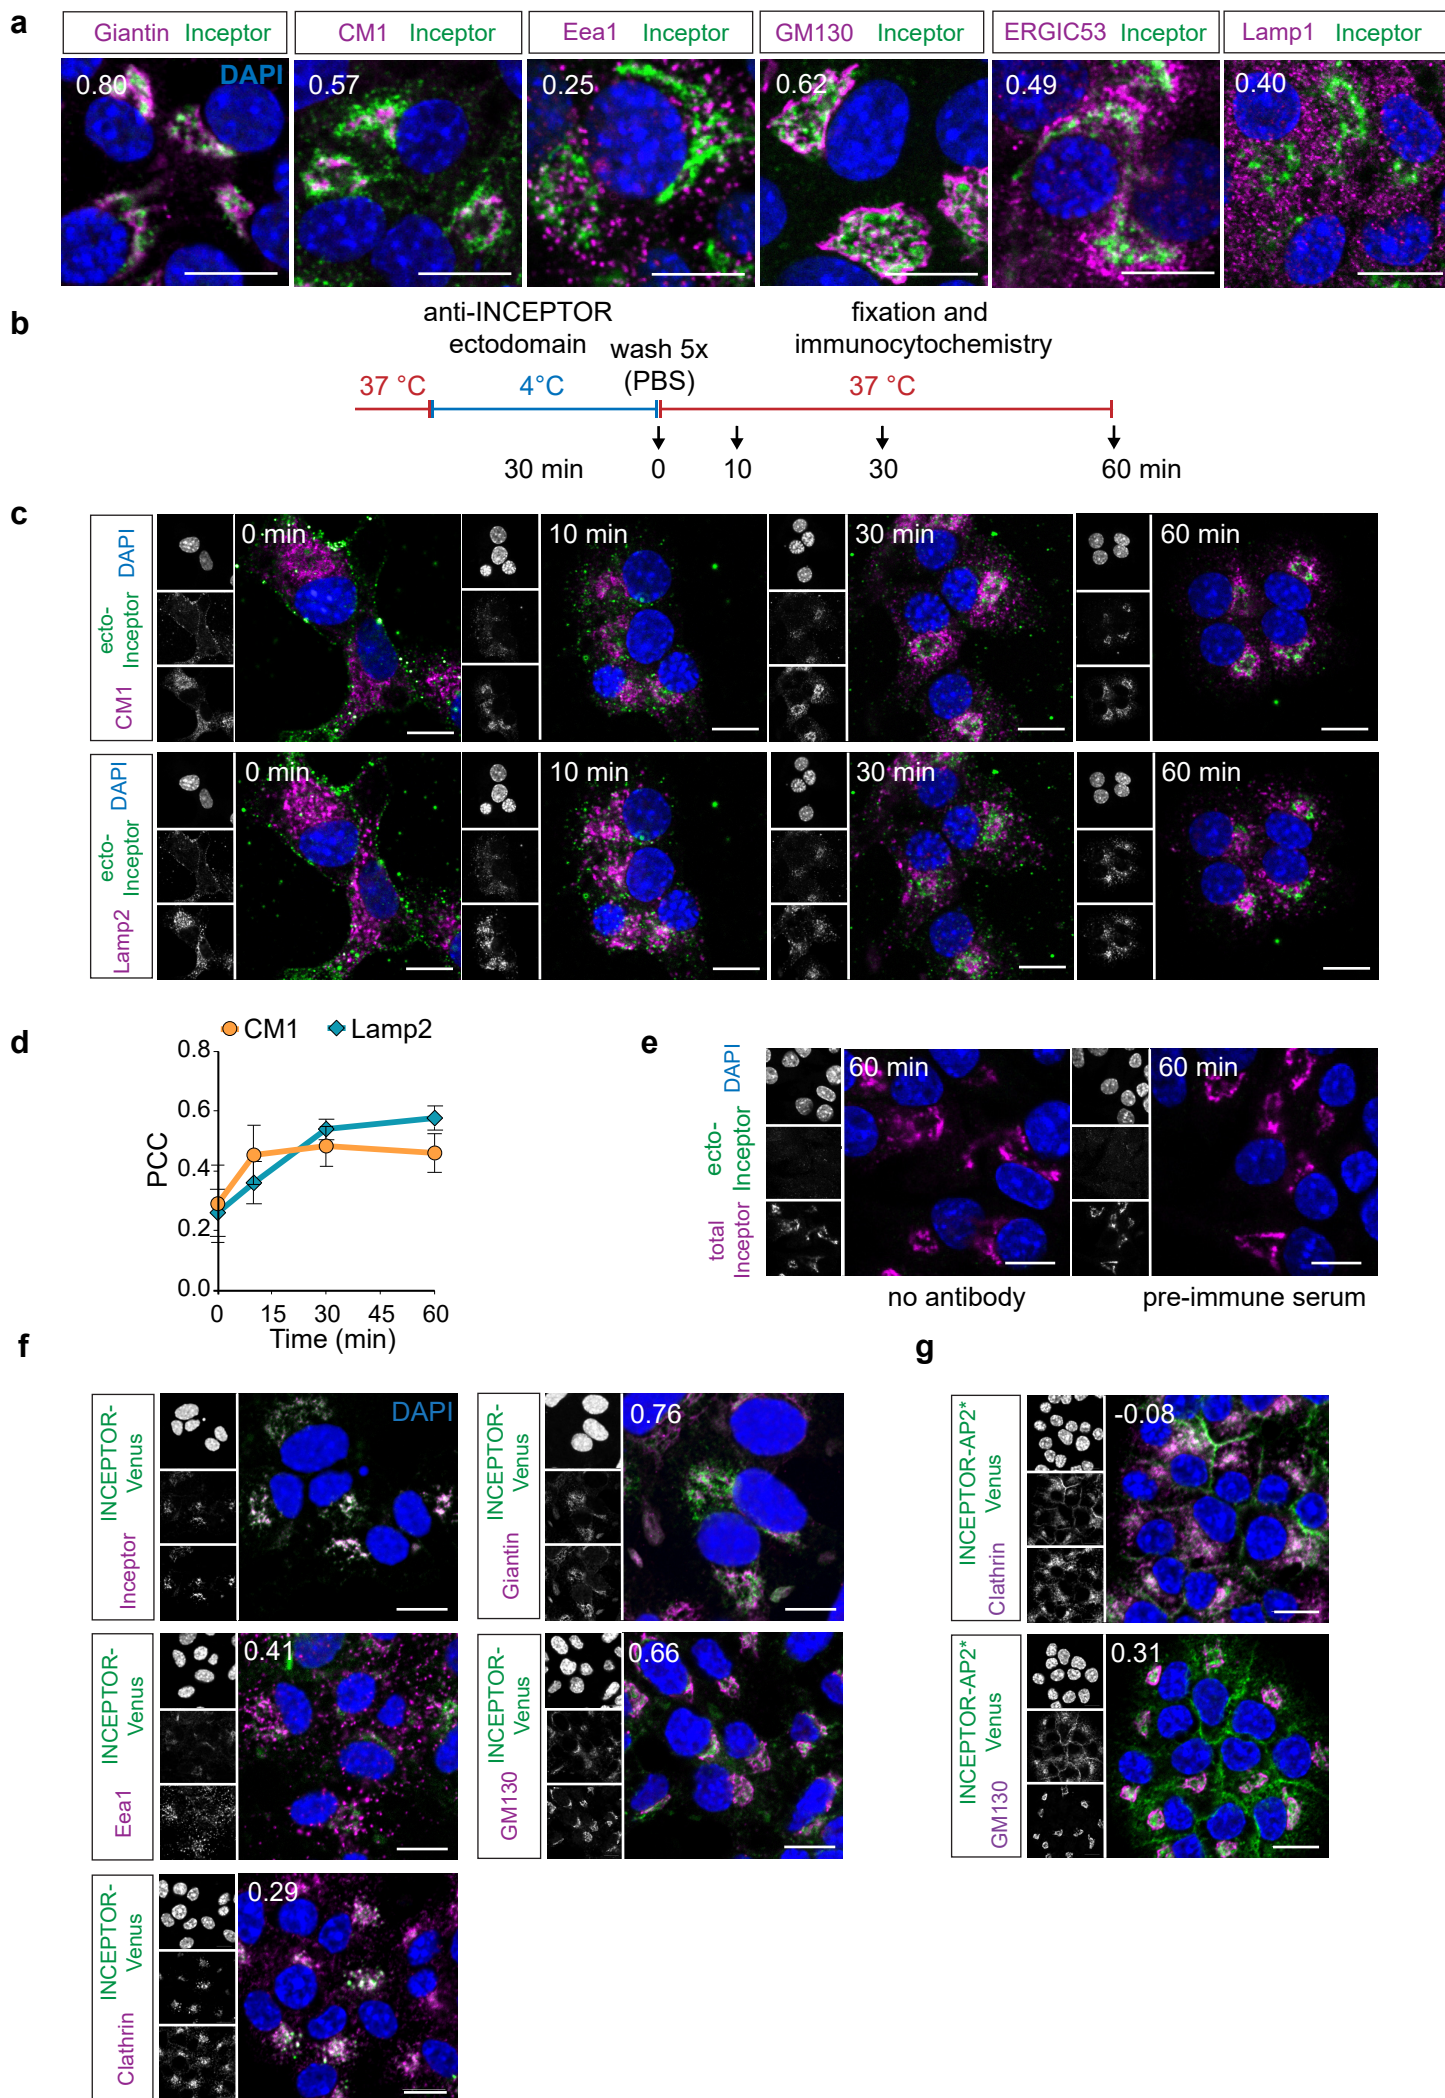 a
Giantin Inceptor
CM1 Inceptor
Eea1 Inceptor
GM130 Inceptor
ERGIC53 Inceptor
Lamp1 Inceptor
0.80
DAPI
0.57
0.25
0.62
0.49
0.40
b
anti-INCEPTOR
ectodomain
wash 5x
(PBS)
fixation and
immunocytochemistry
37 °C
4°C
37 °C
30 min
0
10
30
60 min
c
CM1
ecto-
Inceptor
DAPI
0 min
10 min
30 min
60 min
Lamp2
ecto-
Inceptor
DAPI
0 min
10 min
30 min
60 min
d
CM1
Lamp2
PCC
0.8
0.6
0.4
0.2
0.0
0
15
30
45
60
Time (min)
e
total
Inceptor
ecto-
Inceptor
DAPI
60 min
60 min
no antibody
pre-immune serum
f
Inceptor
INCEPTOR-
Venus
DAPI
Giantin
INCEPTOR-
Venus
0.76
Eea1
INCEPTOR-
Venus
0.41
GM130
INCEPTOR-
Venus
0.66
Clathrin
INCEPTOR-
Venus
0.29
g
Clathrin
INCEPTOR-AP2*
Venus
-0.08
GM130
INCEPTOR-AP2*
Venus
0.31